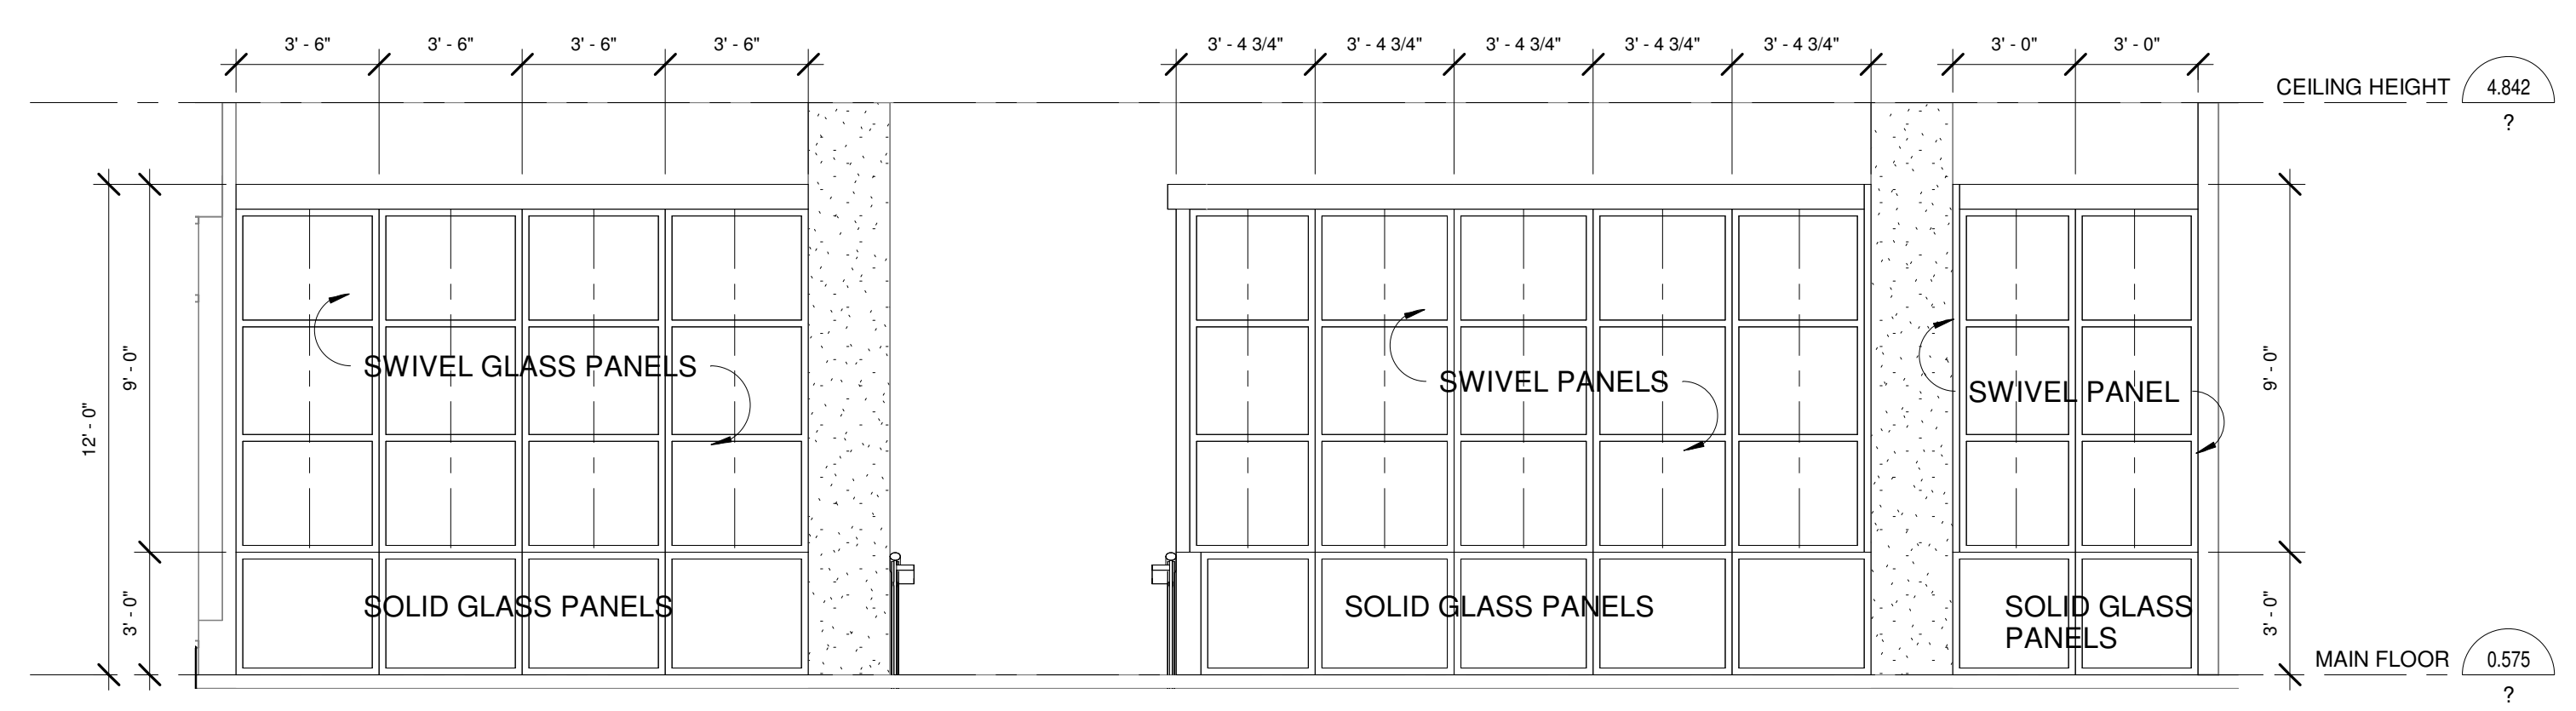 3' - 6" 3' - 6" 3' - 6" 3' - 6" 3' - 4 3/4" 3' - 4 3/4" 3' - 4 3/4" 3' - 4 3/4" 3' - 4 3/4" 3' - 0" 3' - 0"
CEILING HEIGHT 4.842
?
12' - 0"
9' - 0"
3' - 0"
SWIVEL GLASS PANELS
SWIVEL PANELS
SWIVEL PANEL
9' - 0"
SOLID GLASS PANELS
SOLID GLASS PANELS
SOLID GLASS
PANELS
3' - 0"
MAIN FLOOR 0.575
?